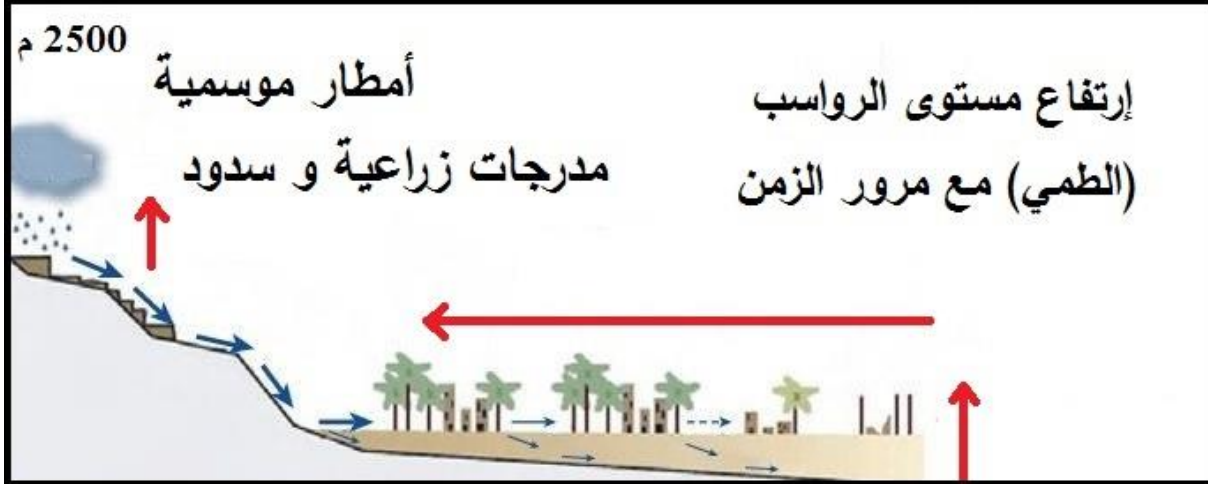 2500 م
أمطار موسمية
مدرجات زراعية و سدود
إرتفاع مستوى الرواسب
(الطمي) مع مرور الزمن